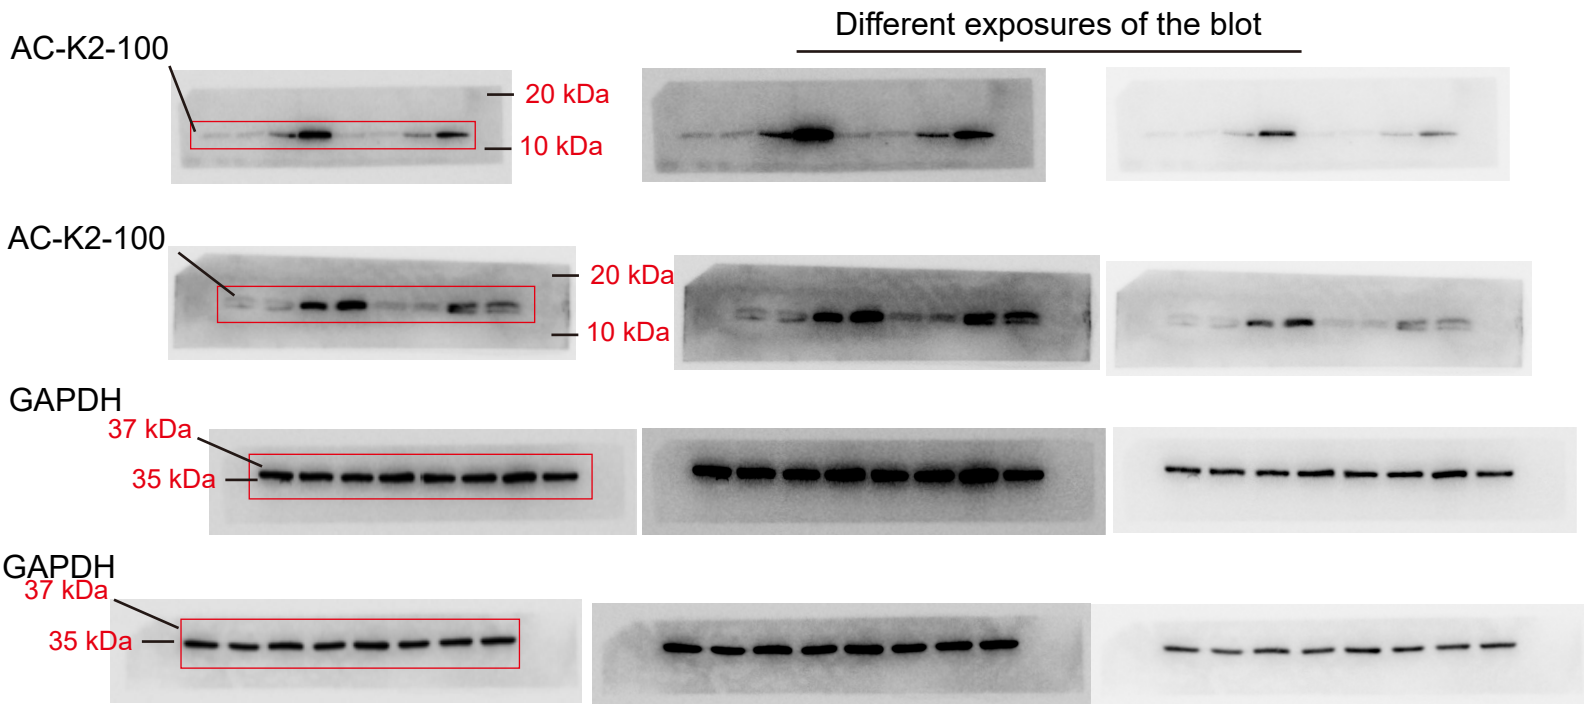 Different exposures of the blot
AC-K2-100
20 kDa
10 kDa
AC-K2-100
20 kDa
10 kDa
GAPDH
37 kDa
35 kDa
GAPDH
37 kDa
35 kDa